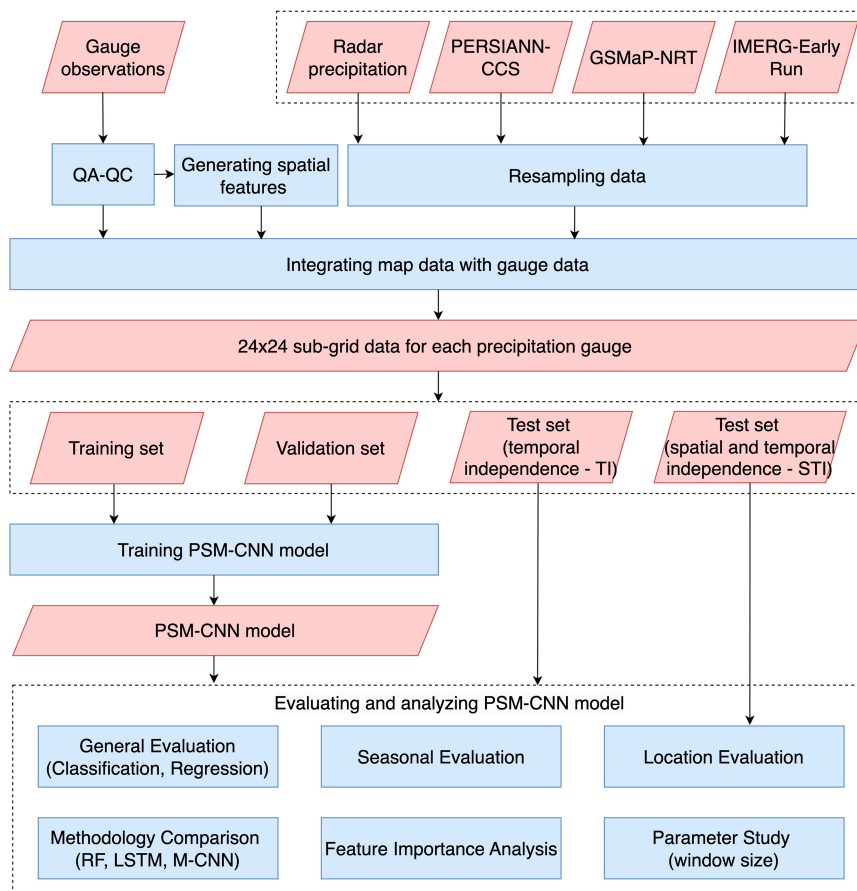 Gauge
observations
Radar
precipitation
PERSIANN-
CCS
GSMaP-NRT
IMERG-Early
Run
QA-QC
Generating spatial
features
Resampling data
Integrating map data with gauge data
24x24 sub-grid data for each precipitation gauge
Training set
Validation set
Test set
(temporal
independence - TI)
Test set
(spatial and temporal
independence - STI)
Training PSM-CNN model
PSM-CNN model
Evaluating and analyzing PSM-CNN model
General Evaluation
(Classification, Regression)
Seasonal Evaluation
Location Evaluation
Methodology Comparison
(RF, LSTM, M-CNN)
Feature Importance Analysis
Parameter Study
(window size)